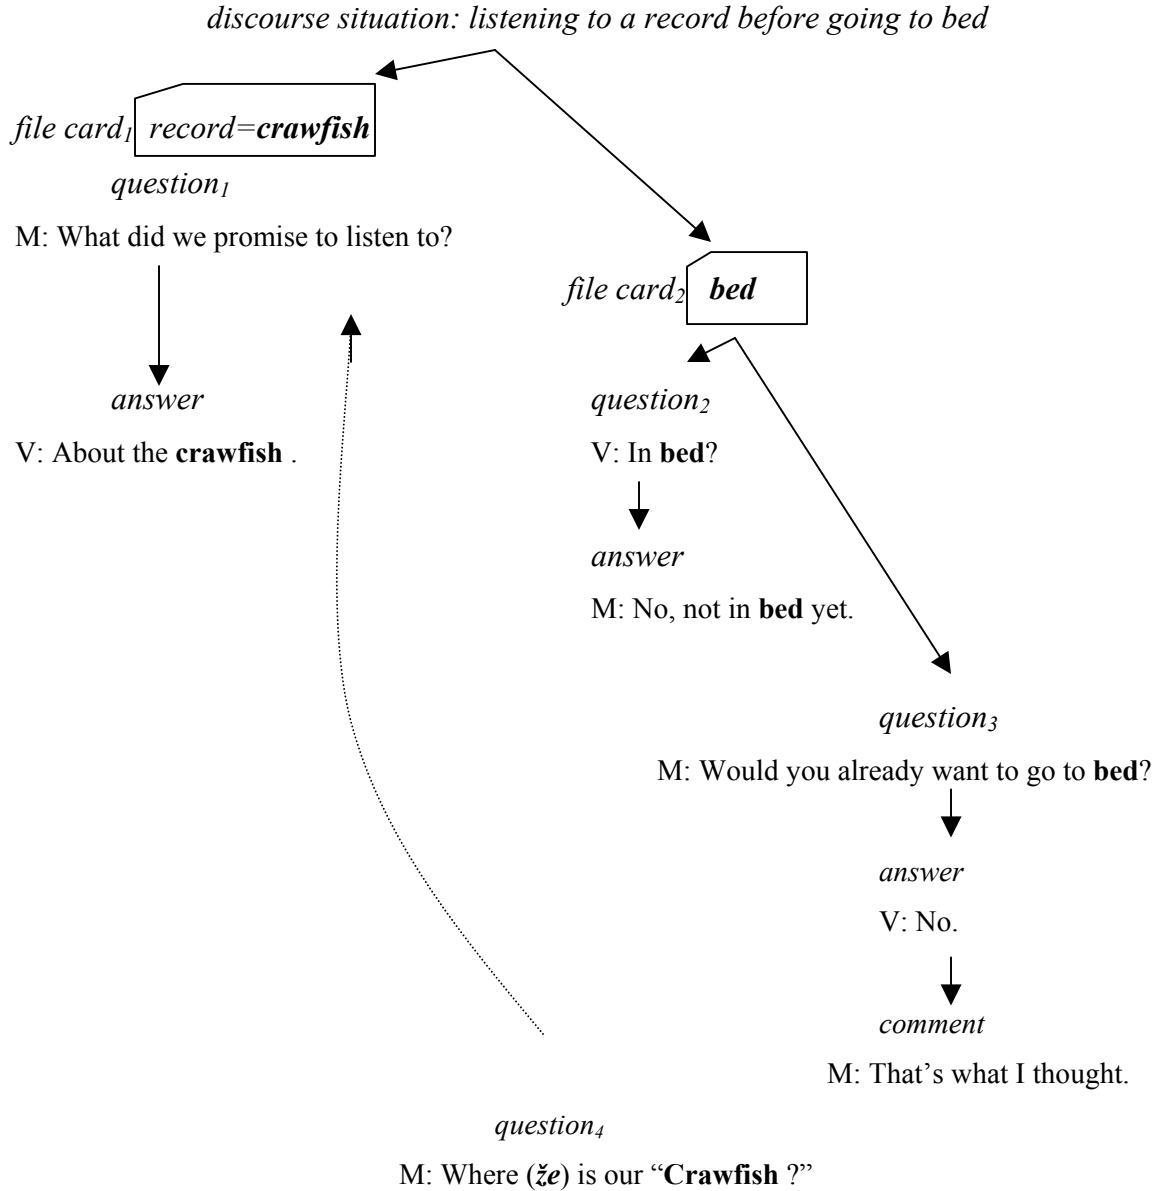 discourse situation: listening to a record before going to bed
file card1 record=crawfish
question1
M: What did we promise to listen to?
file card2 bed
answer
V: About the crawfish .
question2
V: In bed?
answer
M: No, not in bed yet.
question3
M: Would you already want to go to bed?
answer
V: No.
comment
M: That’s what I thought.
question4
M: Where (že) is our “Crawfish ?”